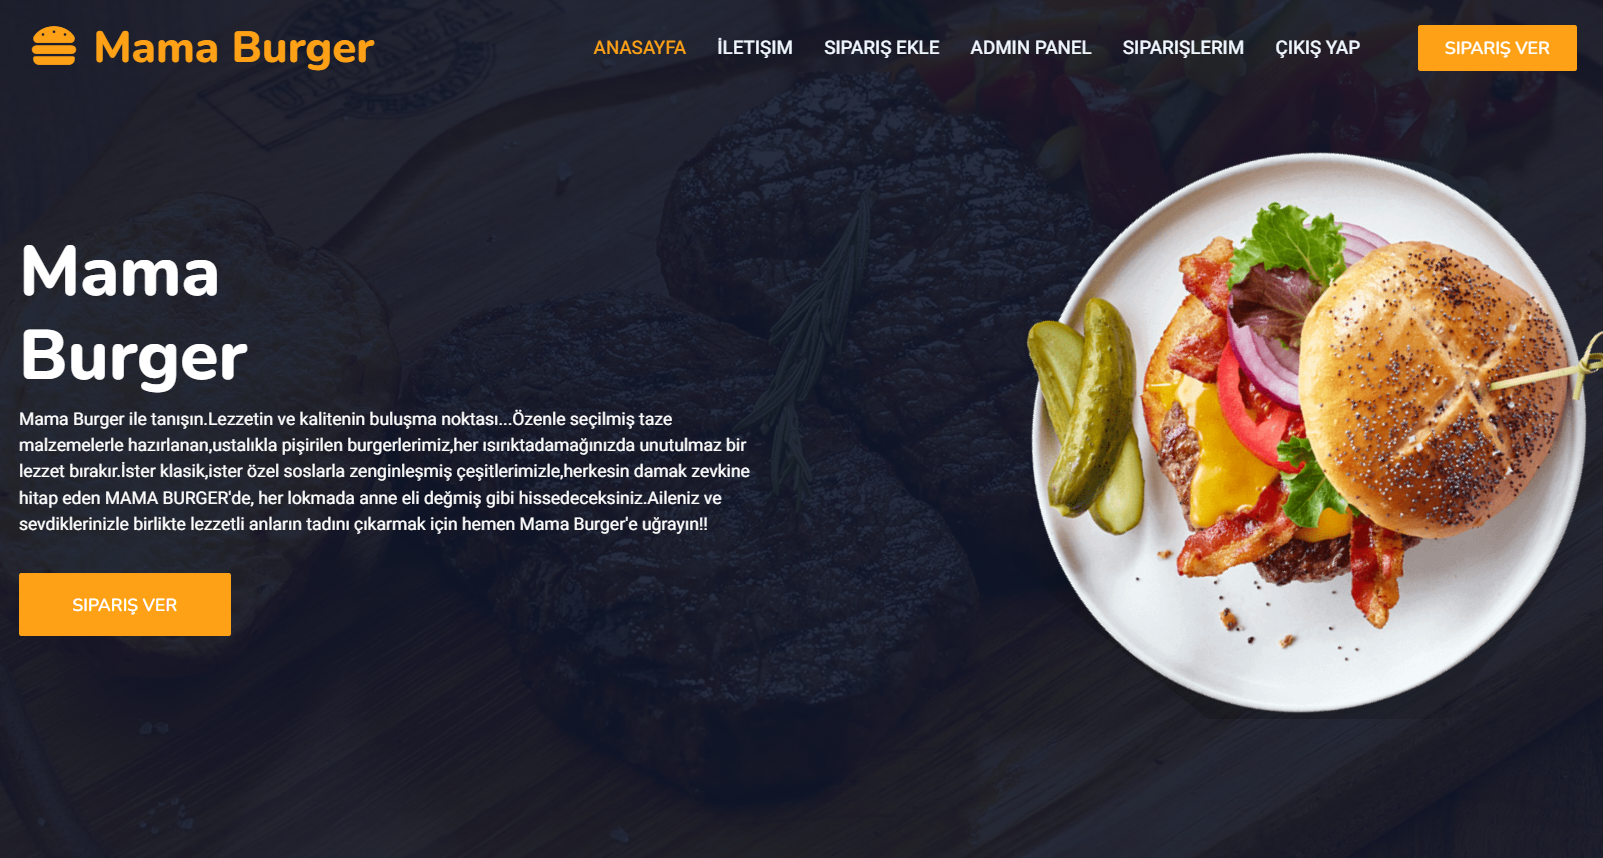 Mama Burger
ANASAYFA İLETIŞIM SIPARIŞ EKLE ADMIN PANEL SIPARIŞLERIM ÇIKIŞ YAP SIPARIŞ VER
Mama
Burger
Mama Burger ile tanışın.Lezzetin ve kalitenin buluşma noktası...Özenle seçilmiş taze
malzemelerle hazırlanan,ustalıkla pişirilen burgerlerimiz,her ısırıktadamağınızda unutulmaz bir
lezzet bırakır.İster klasik,ister özel soslarla zenginleşmiş çeşitlerimizle,herkesin damak zevkine
hitap eden MAMA BURGER'de, her lokmada anne eli değmiş gibi hissedeceksiniz.Aileniz ve
sevdiklerinizle birlikte lezzetli anların tadını çıkarmak için hemen Mama Burger'e uğrayın!!
SIPARIŞ VER